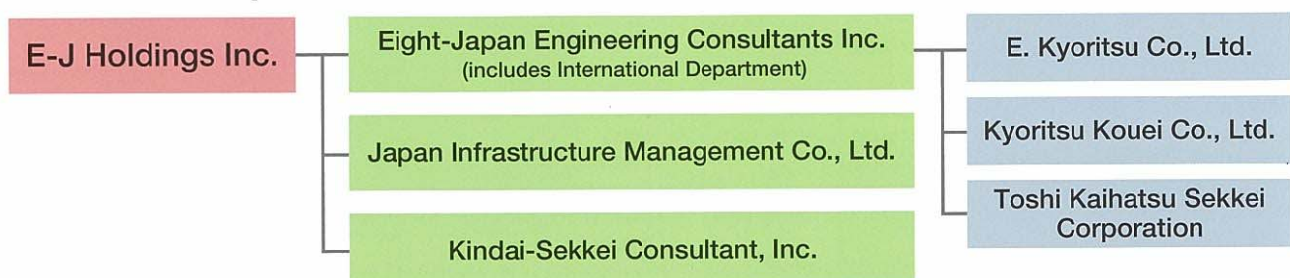 E-J Holdings Inc.
Eight-Japan Engineering Consultants Inc.
(includes International Department)
Japan Infrastructure Management Co., Ltd.
Kindai-Sekkei Consultant, Inc.
E. Kyoritsu Co., Ltd.
Kyoritsu Kouei Co., Ltd.
Toshi Kaihatsu Sekkei
Corporation